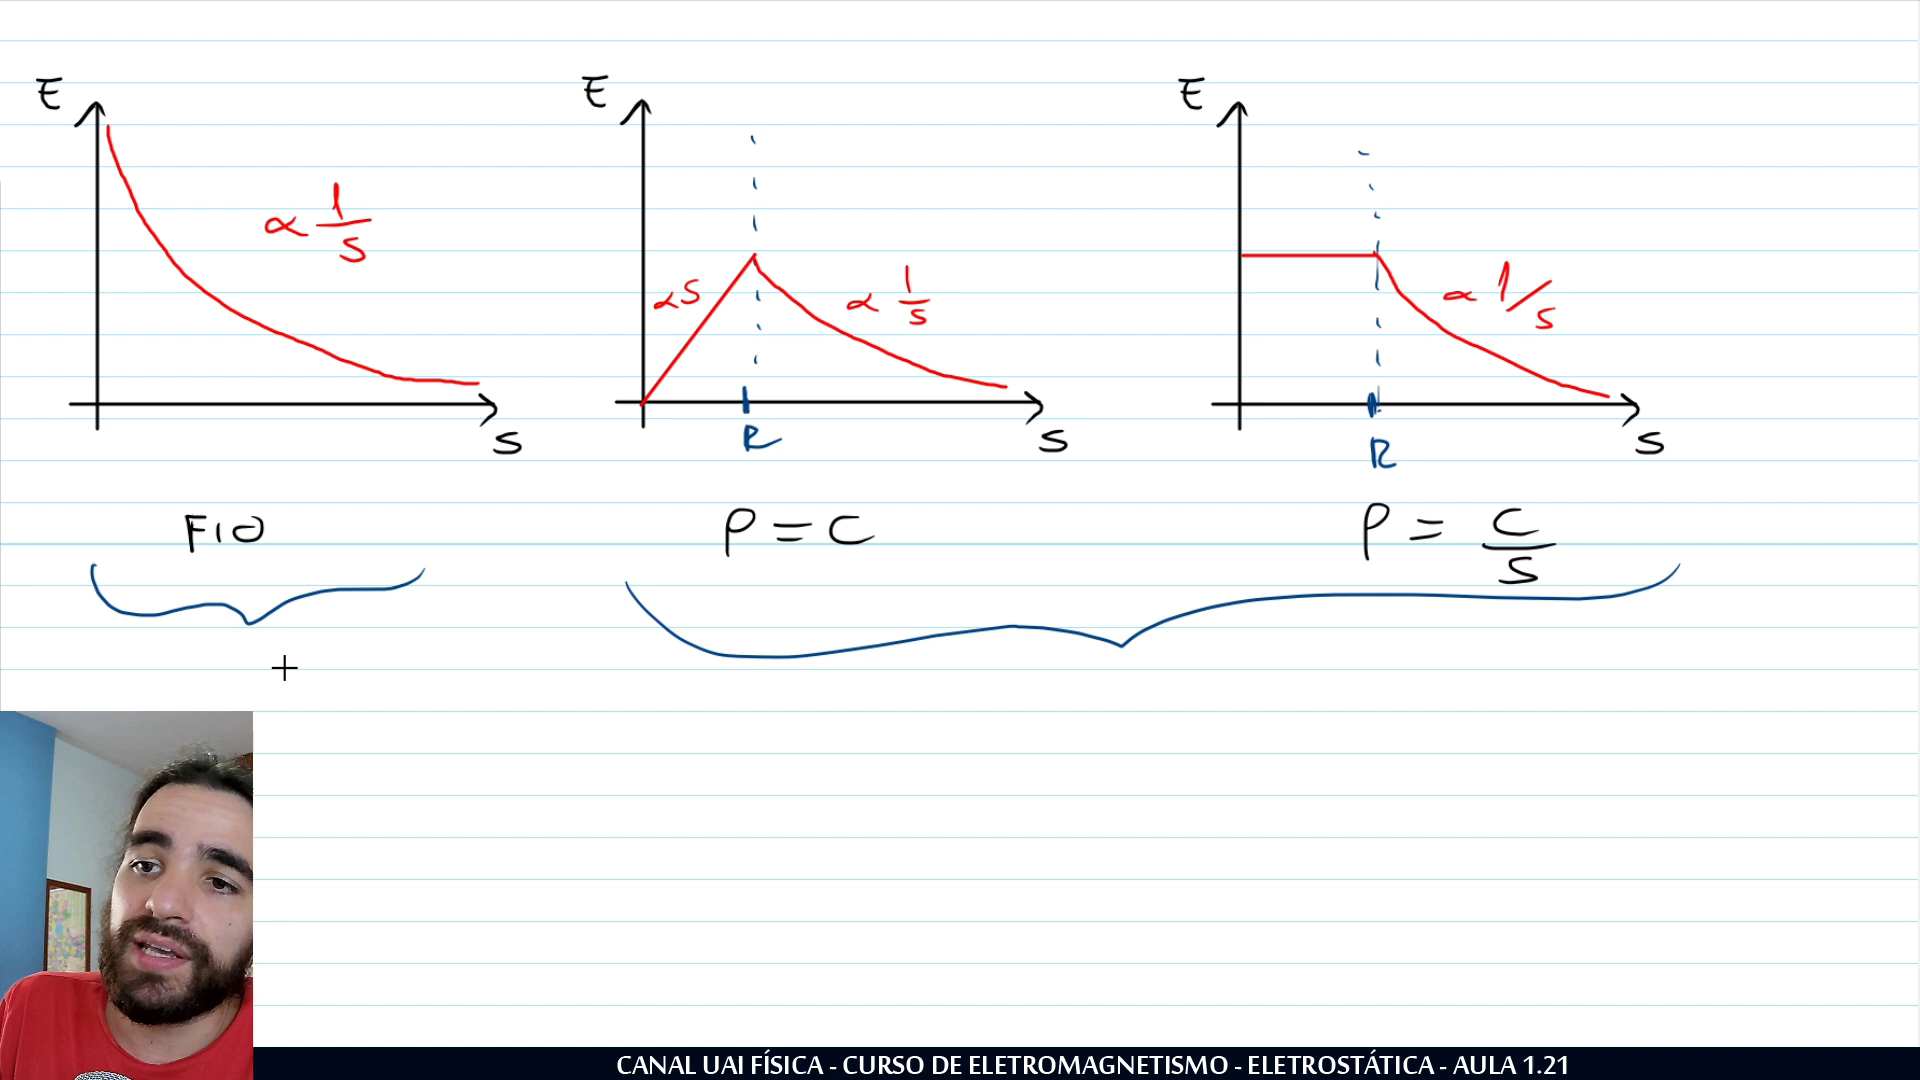 E
∝ 1/s
s
E
∝s
∝ 1/s
R
s
E
∝ 1/s
R
s
FIO
ρ = C
ρ = C/s
CANAL UAI FÍSICA - CURSO DE ELETROMAGNETISMO - ELETROSTÁTICA - AULA 1.21